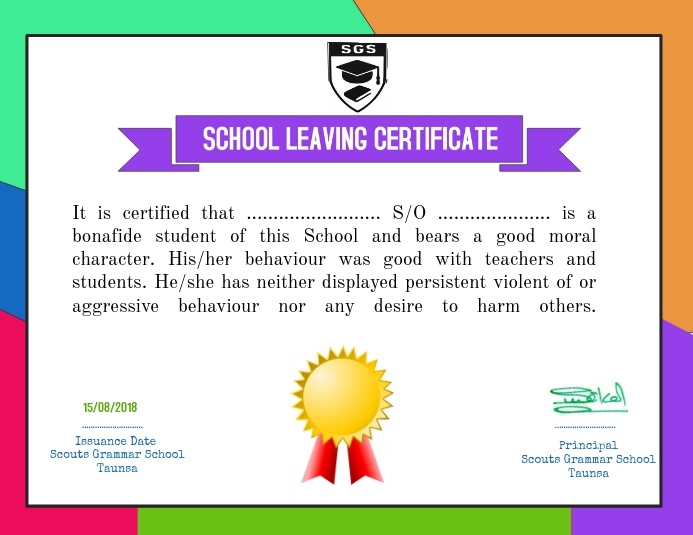 SGS
SCHOOL LEAVING CERTIFICATE
It is certified that ......................... S/O ..................... is a
bonafide student of this School and bears a good moral
character. His/her behaviour was good with teachers and
students. He/she has neither displayed persistent violent of or
aggressive behaviour nor any desire to harm others.
15/08/2018
............................
Issuance Date
Scouts Grammar School
Taunsa
............................
Principal
Scouts Grammar School
Taunsa